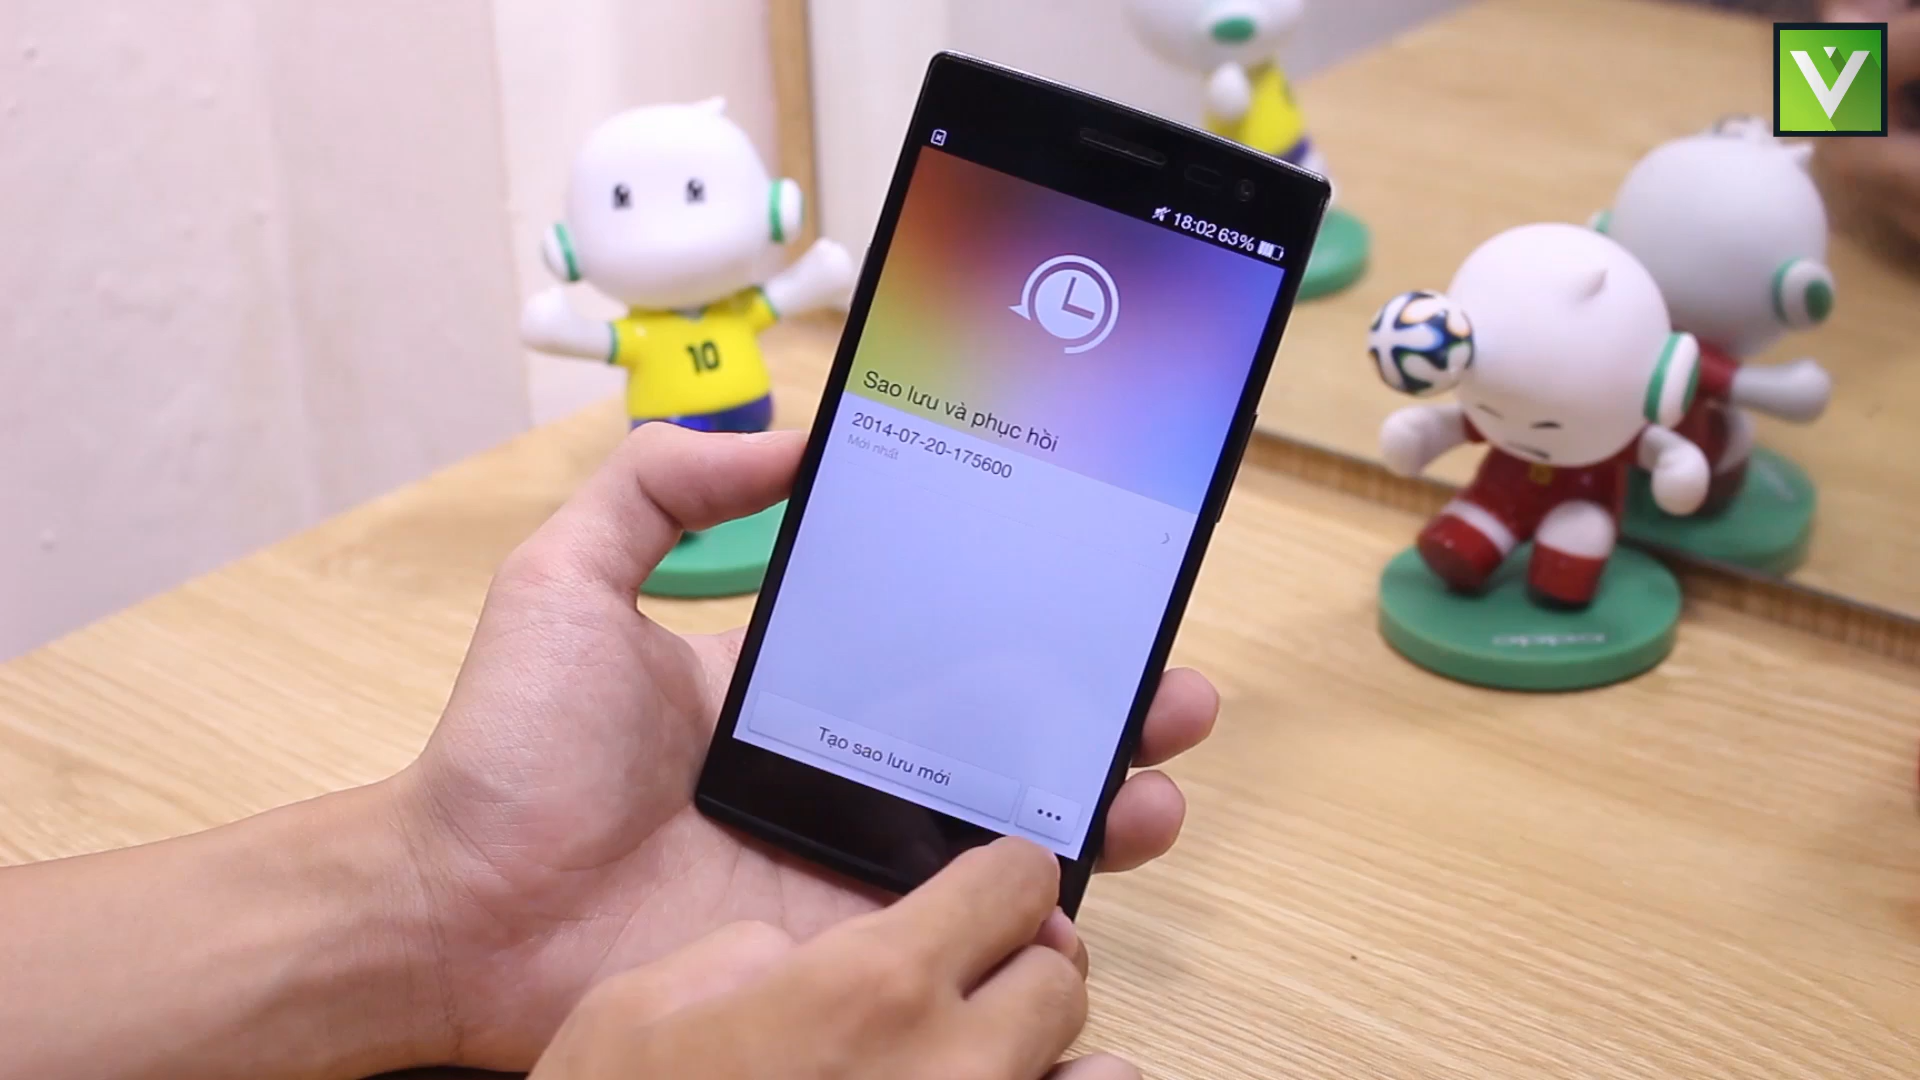 18:02 63%
Sao lưu và phục hồi
2014-07-20-175600
Mới nhất
Tạo sao lưu mới
10
oppo
V